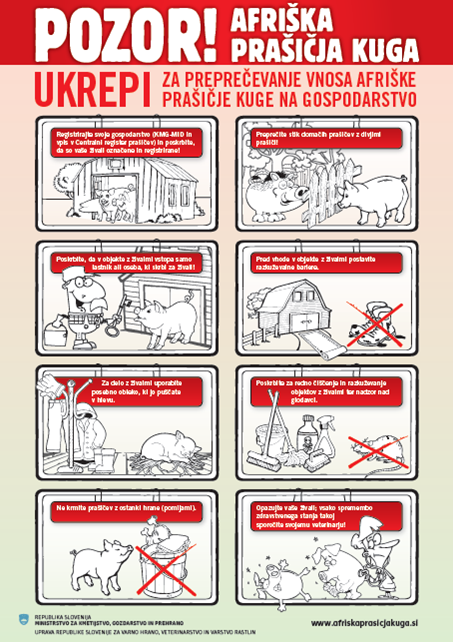 POZOR! AFRIŠKA
PRAŠIČJA KUGA
UKREPI ZA PREPREČEVANJE VNOSA AFRIŠKE
PRAŠIČJE KUGE NA GOSPODARSTVO
Registrirajte svoje gospodarstvo (KMG-MID in
vpis v Centralni register prašičev) in poskrbite,
da so vaše živali označene in registrirane!
Preprečite stik domačih prašičev z divjimi
prašiči!
Poskrbite, da v objekte z živalmi vstopa samo
lastnik ali oseba, ki skrbi za živali!
Pred vhode v objekte z živalmi postavite
razkuževalne bariere.
Za delo z živalmi uporabite
posebno obleko, ki jo puščate
v hlevu.
Poskrbite za redno čiščenje in razkuževanje
objektov z živalmi ter nadzor nad
glodavci.
Ne krmite prašičev z ostanki hrane (pomijami).
Opazujte vaše živali; vsako spremembo
zdravstvenega stanja takoj
sporočite svojemu veterinarju!
REPUBLIKA SLOVENIJA
MINISTRSTVO ZA KMETIJSTVO, GOZDARSTVO IN PREHRANO
UPRAVA REPUBLIKE SLOVENIJE ZA VARNO HRANO, VETERINARSTVO IN VARSTVO RASTLIN
www.afriskaprasicjakuga.si